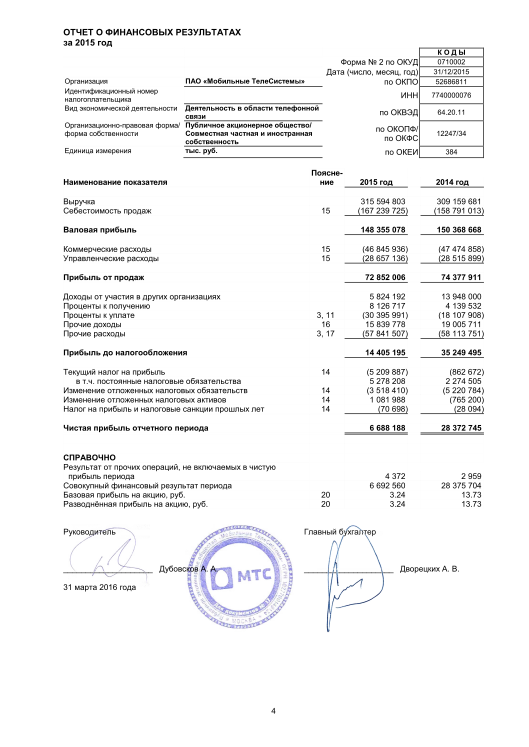 ОТЧЕТ О ФИНАНСОВЫХ РЕЗУЛЬТАТАХ
за 2015 год
К О Д Ы
Форма № 2 по ОКУД 0710002
Дата (число, месяц, год) 31/12/2015
Организация ПАО «Мобильные ТелеСистемы» по ОКПО 52686811
Идентификационный номер
налогоплательщика ИНН 7740000076
Вид экономической деятельности Деятельность в области телефонной
связи по ОКВЭД 64.20.11
Организационно-правовая форма/ Публичное акционерное общество/
форма собственности Совместная частная и иностранная
собственность по ОКОПФ/
по ОКФС 12247/34
Единица измерения тыс. руб. по ОКЕИ 384
Поясне-
Наименование показателя ние 2015 год 2014 год
Выручка 315 594 803 309 159 681
Себестоимость продаж 15 (167 239 725) (158 791 013)
Валовая прибыль 148 355 078 150 368 668
Коммерческие расходы 15 (46 845 936) (47 474 858)
Управленческие расходы 15 (28 657 136) (28 515 899)
Прибыль от продаж 72 852 006 74 377 911
Доходы от участия в других организациях 5 824 192 13 948 000
Проценты к получению 8 126 717 4 139 532
Проценты к уплате 3, 11 (30 395 991) (18 107 908)
Прочие доходы 16 15 839 778 19 005 711
Прочие расходы 3, 17 (57 841 507) (58 113 751)
Прибыль до налогообложения 14 405 195 35 249 495
Текущий налог на прибыль 14 (5 209 887) (862 672)
в т.ч. постоянные налоговые обязательства 5 278 208 2 274 505
Изменение отложенных налоговых обязательств 14 (3 518 410) (5 220 784)
Изменение отложенных налоговых активов 14 1 081 988 (765 200)
Налог на прибыль и налоговые санкции прошлых лет 14 (70 698) (28 094)
Чистая прибыль отчетного периода 6 688 188 28 372 745
СПРАВОЧНО
Результат от прочих операций, не включаемых в чистую
прибыль периода 4 372 2 959
Совокупный финансовый результат периода 6 692 560 28 375 704
Базовая прибыль на акцию, руб. 20 3.24 13.73
Разводнённая прибыль на акцию, руб. 20 3.24 13.73
Руководитель Главный бухгалтер
Дубовсков А. А. Дворецких А. В.
МТС
31 марта 2016 года
4